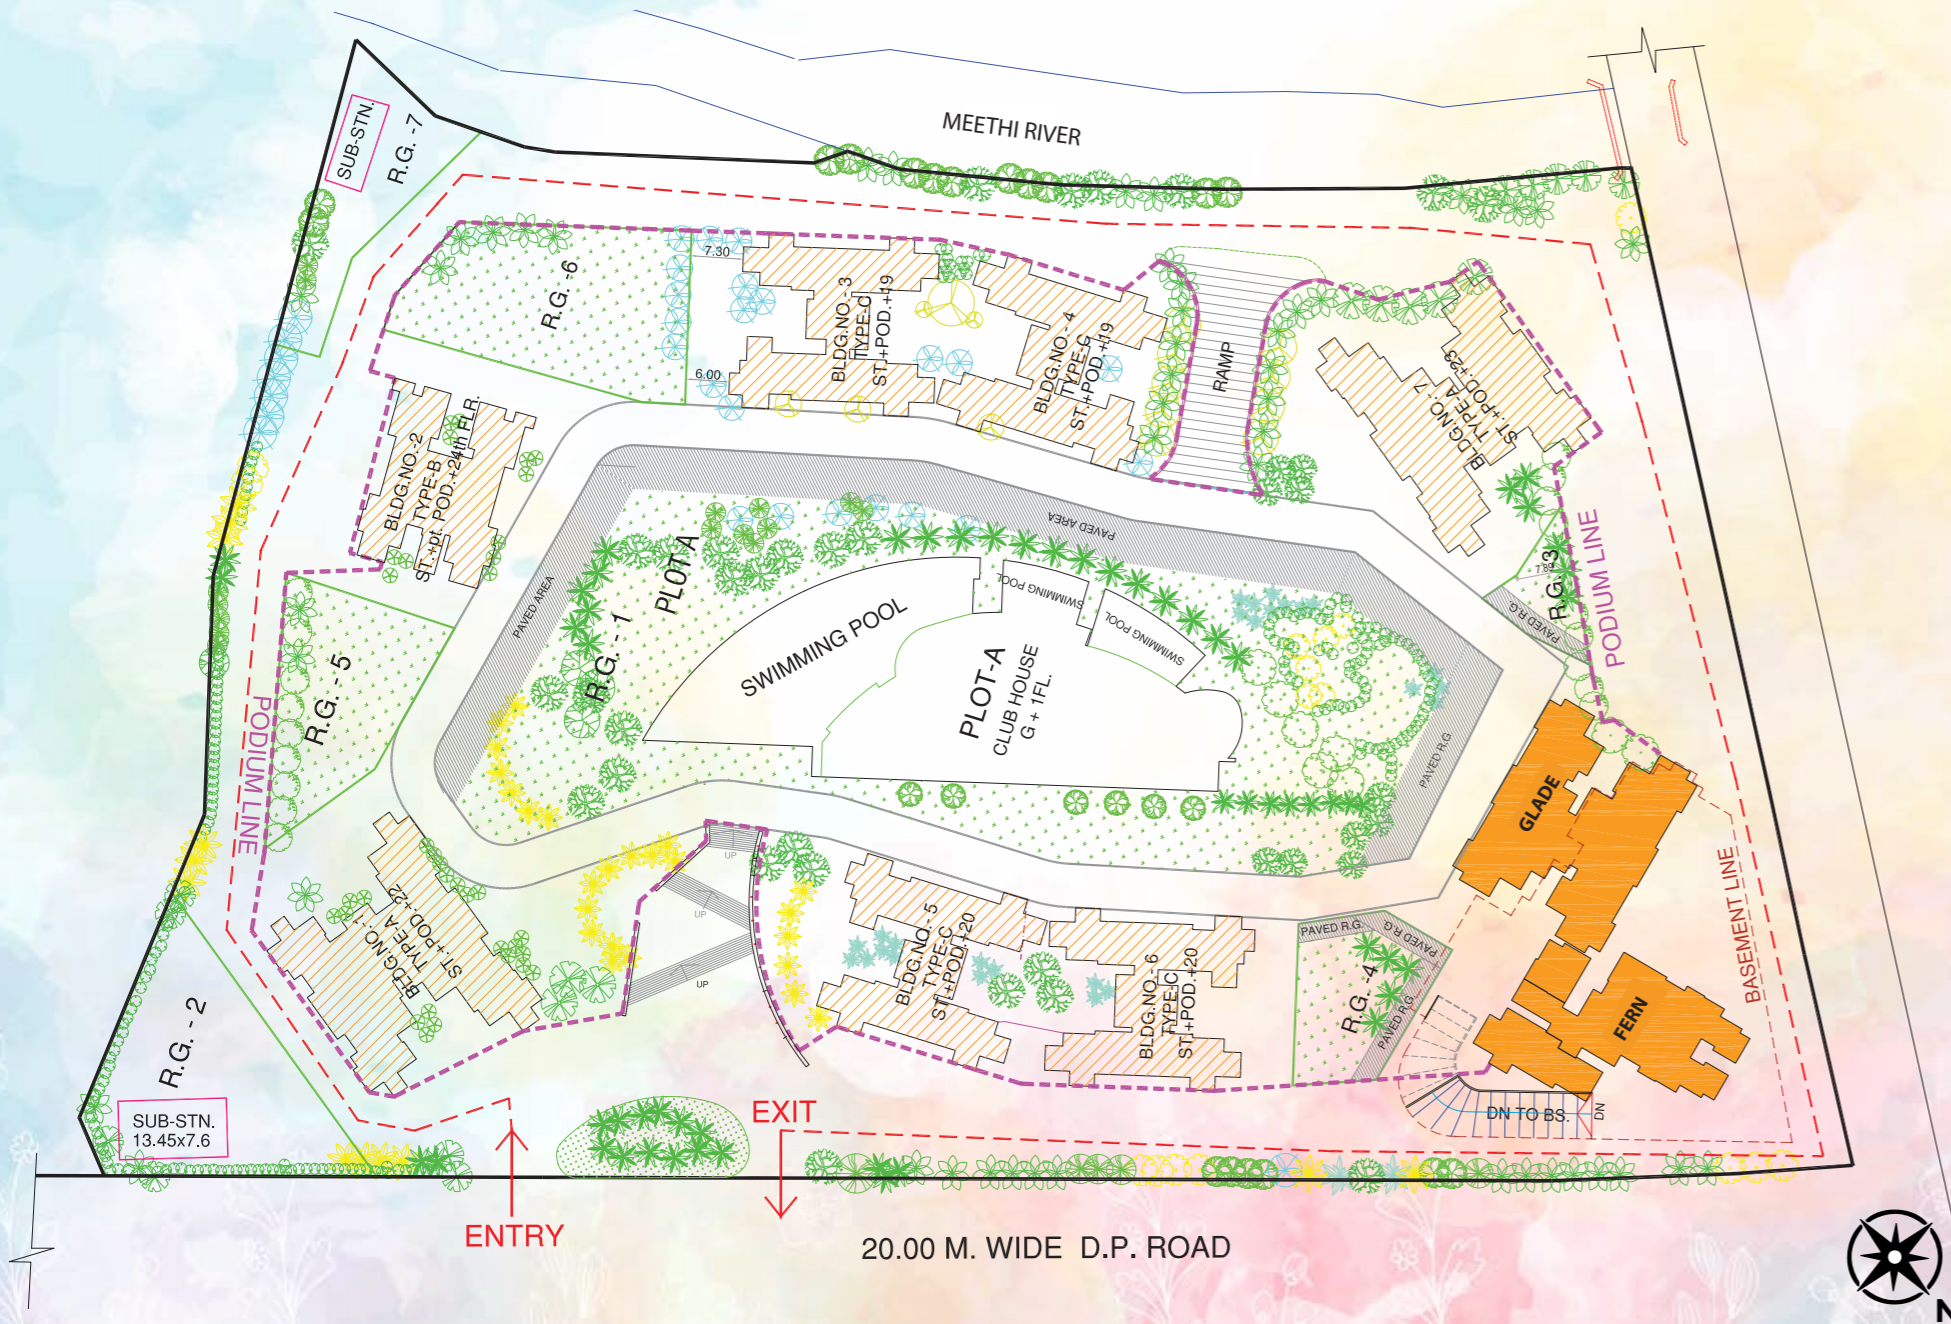 MEETHI RIVER
SUB-STN.
R.G. -7
R.G. -6
7.30
6.00
BLDG.NO.- 3
TYPE-C
ST.+POD.+19
BLDG.NO.- 4
TYPE-C
ST.+POD.+19
RAMP
BLDG.NO.- 7
TYPE-A
ST.+POD.+23
BLDG.NO.-2
TYPE-B
ST.+pt. POD.+24th FLR.
PAVED AREA
PAVED AREA
PLOT A
R.G. - 1
SWIMMING POOL
SWIMMING POOL
SWIMMING POOL
PLOT-A
CLUB HOUSE
G + 1FL.
R.G. -3
PAVED R.G.
PODIUM LINE
R.G. - 5
PODIUM LINE
PAVED R.G.
GLADE
BASEMENT LINE
UP
UP
UP
BLDG.NO.-1
TYPE-A
ST.+POD+22
BLDG.NO.- 5
TYPE-C
ST.+POD.+20
BLDG.NO.-6
TYPE-C
ST.+POD.+20
PAVED R.G.
PAVED R.G.
R.G. -4
PAVED R.G.
FERN
R.G. - 2
SUB-STN.
13.45x7.6
EXIT
DN TO BS.
DN
ENTRY
20.00 M. WIDE D.P. ROAD
N